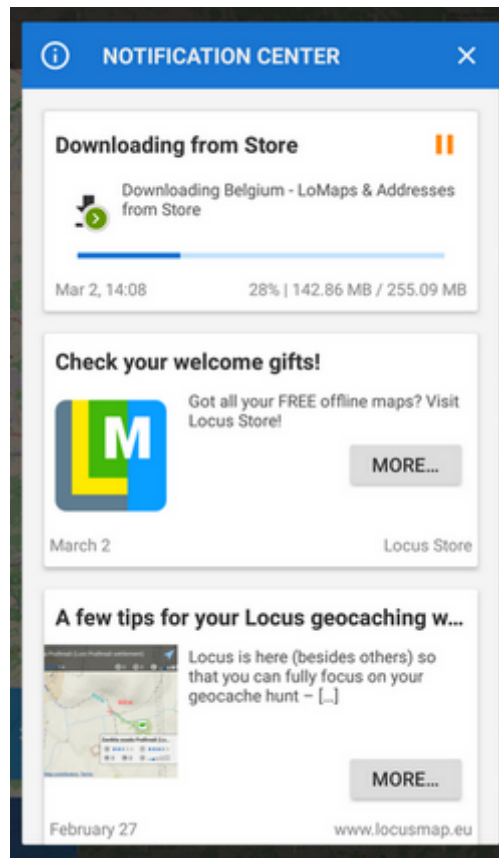 NOTIFICATION CENTER
Downloading from Store
Downloading Belgium - LoMaps & Addresses
from Store
Mar 2, 14:08 28% | 142.86 MB / 255.09 MB
Check your welcome gifts!
Got all your FREE offline maps? Visit
Locus Store!
LM
MORE...
March 2 Locus Store
A few tips for your Locus geocaching w...
Locus is here (besides others) so
that you can fully focus on your
geocache hunt – [...]
MORE...
February 27 www.locusmap.eu